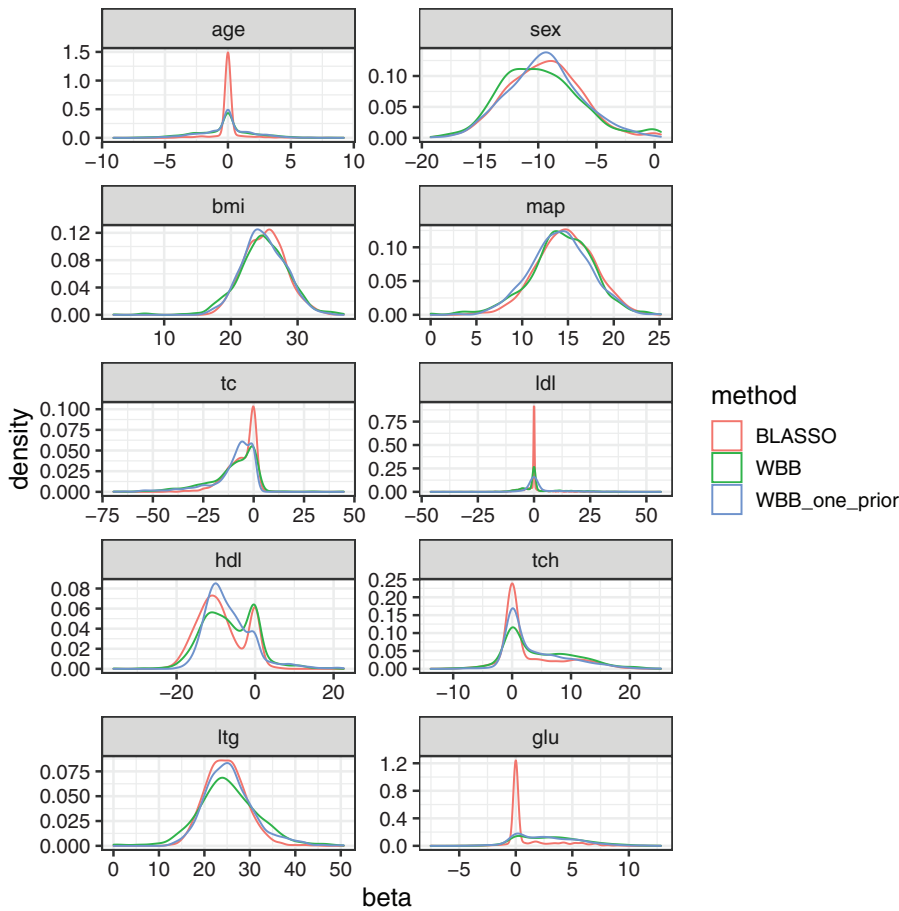 age
sex
1.5
1.0
0.5
0.0
−10 −5 0 5 10
0.10
0.05
0.00
−20 −15 −10 −5 0
bmi
map
0.12
0.08
0.04
0.00
10 20 30
0.10
0.05
0.00
0 5 10 15 20 25
tc
ldl
0.100
0.075
0.050
0.025
0.000
−75 −50 −25 0 25 50
0.75
0.50
0.25
0.00
−50 −25 0 25 50
hdl
tch
0.08
0.06
0.04
0.02
0.00
−20 0 20
0.25
0.20
0.15
0.10
0.05
0.00
−10 0 10 20
ltg
glu
0.075
0.050
0.025
0.000
0 10 20 30 40 50
1.2
0.8
0.4
0.0
−5 0 5 10
density
beta
method
BLASSO
WBB
WBB_one_prior